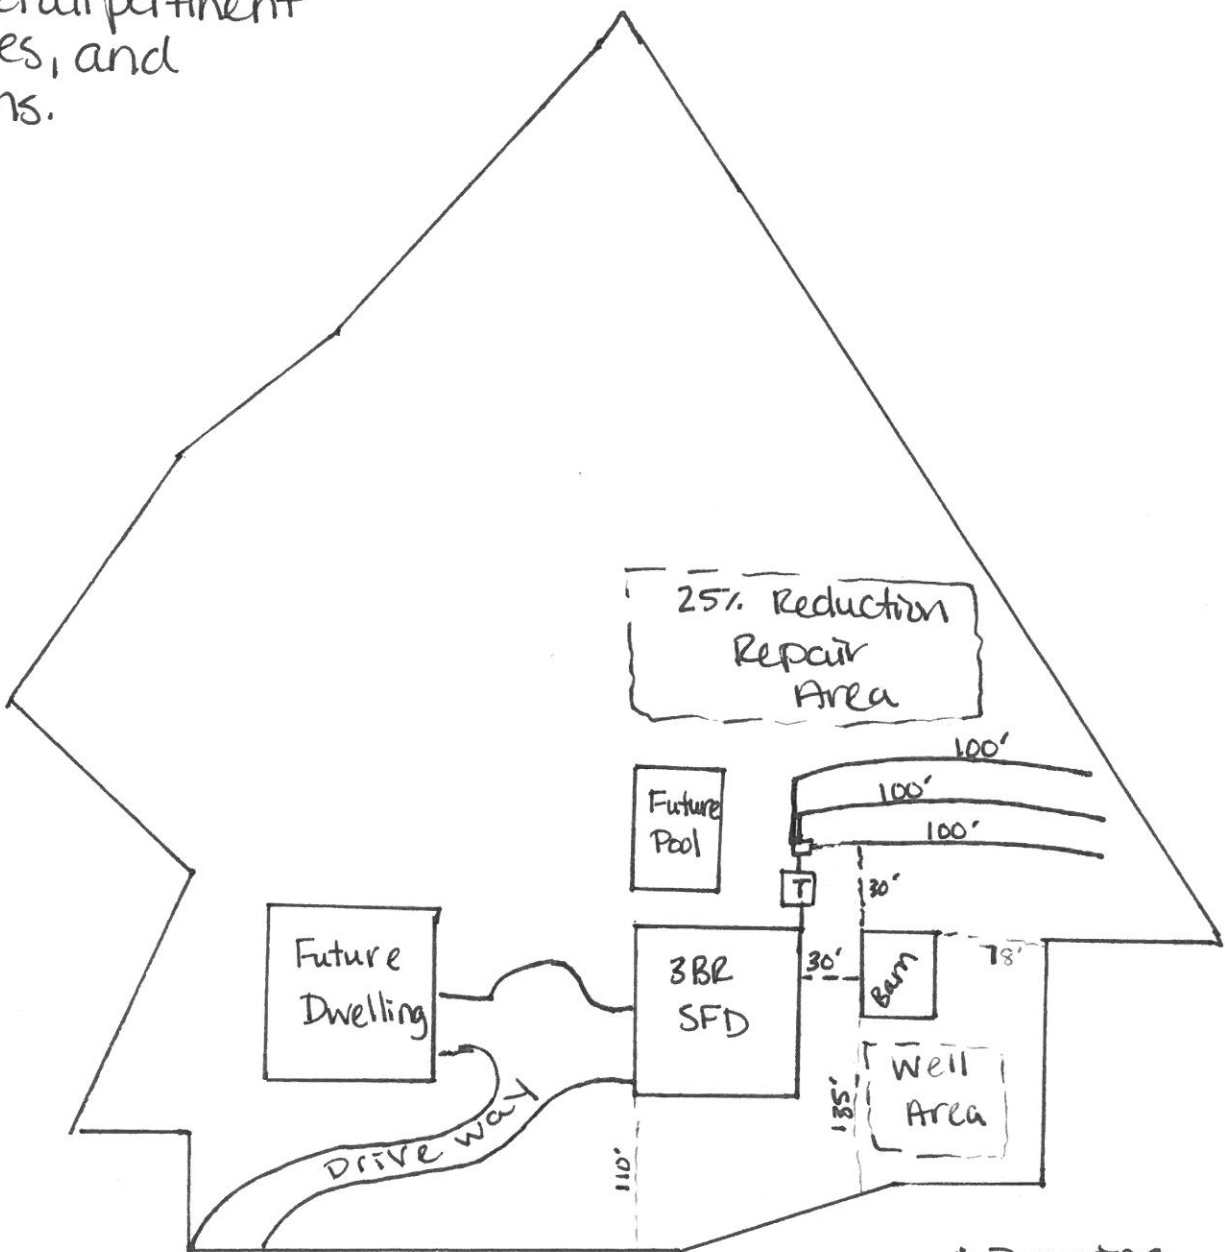 es, and
ns.
25% Reduction
Repair
Area
100'
100'
100'
Future
Pool
T
30'
Future
Dwelling
3BR
SFD
30'
Barn
78'
Well
Area
135'
110'
Drive way